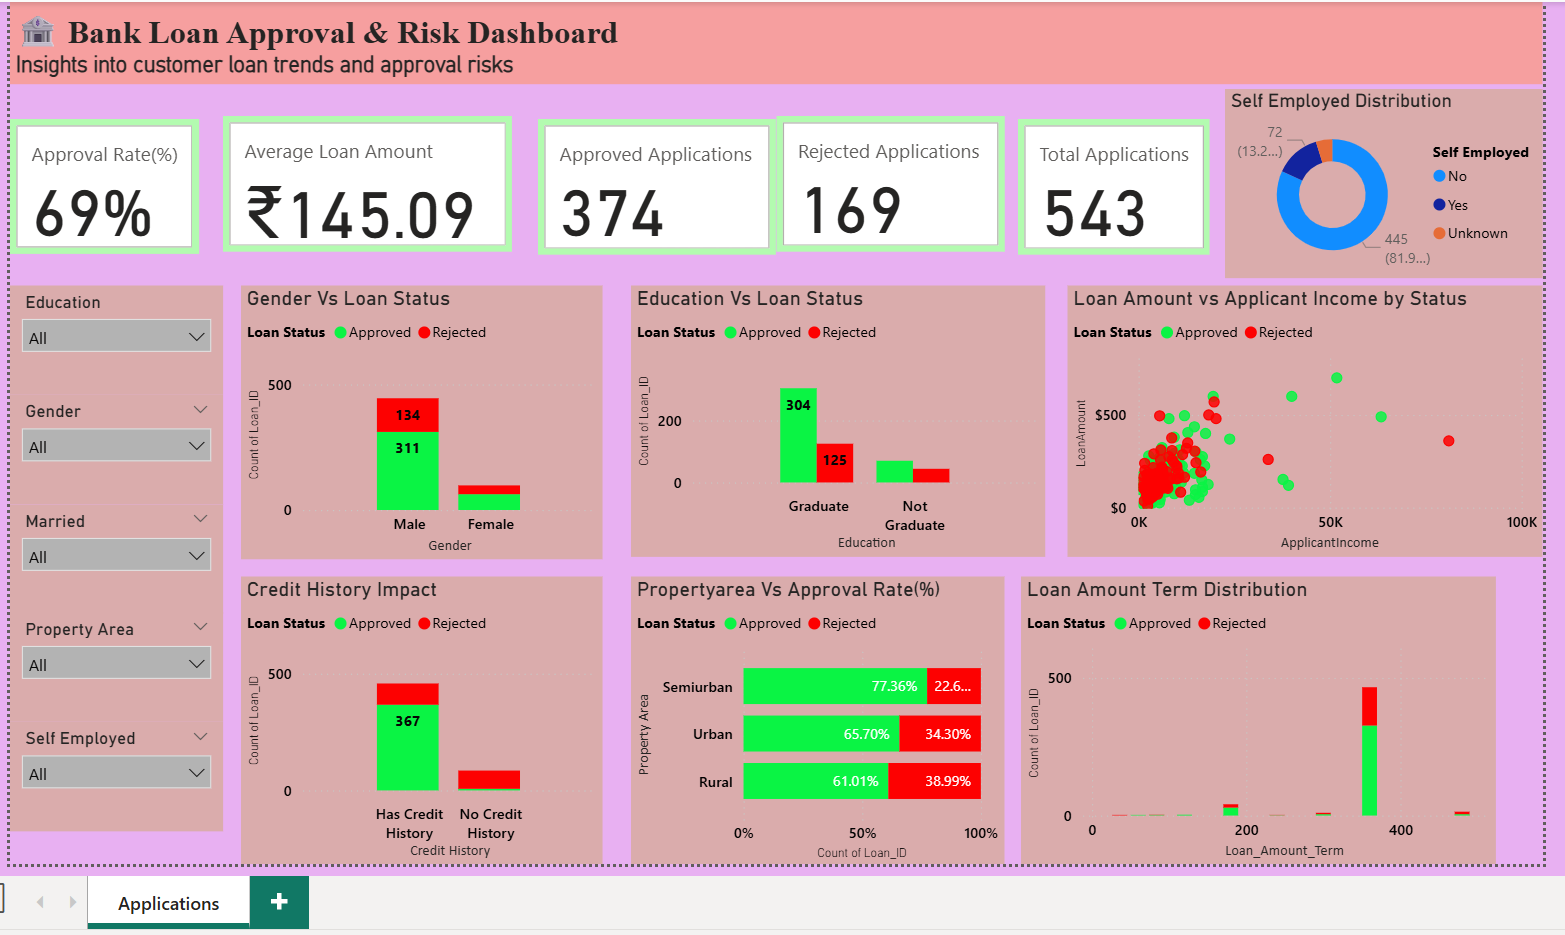 Bank Loan Approval & Risk Dashboard
Insights into customer loan trends and approval risks
Approval Rate(%)
69%
Average Loan Amount
₹145.09
Approved Applications
374
Rejected Applications
169
Total Applications
543
Self Employed Distribution
72
(13.2...)
445
(81.9...)
Self Employed
No
Yes
Unknown
Education
All
Gender
All
Married
All
Property Area
All
Self Employed
All
Gender Vs Loan Status
Loan Status Approved Rejected
Count of Loan_ID
500
0
134
311
Male Female
Gender
Education Vs Loan Status
Loan Status Approved Rejected
Count of Loan_ID
200
0
304
125
Graduate Not
Graduate
Education
Loan Amount vs Applicant Income by Status
Loan Status Approved Rejected
LoanAmount
$500
$0
0K 50K 100K
ApplicantIncome
Credit History Impact
Loan Status Approved Rejected
Count of Loan_ID
500
0
367
Has Credit No Credit
History History
Credit History
Propertyarea Vs Approval Rate(%)
Loan Status Approved Rejected
Property Area
Semiurban 77.36% 22.6...
Urban 65.70% 34.30%
Rural 61.01% 38.99%
0% 50% 100%
Count of Loan_ID
Loan Amount Term Distribution
Loan Status Approved Rejected
Count of Loan_ID
500
0
0 200 400
Loan_Amount_Term
Applications
+